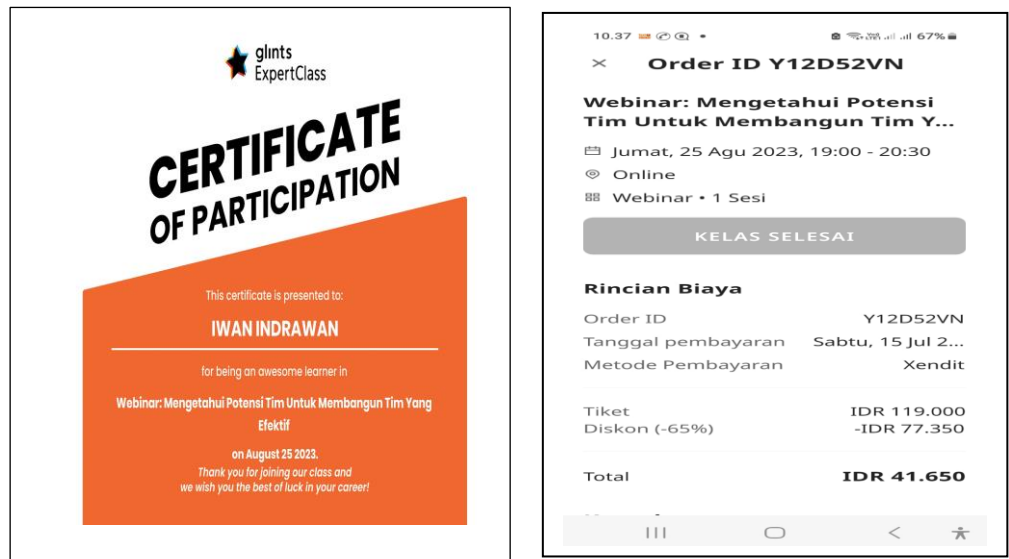 glints
ExpertClass
CERTIFICATE
OF PARTICIPATION
This certificate is presented to:
IWAN INDRAWAN
for being an awesome learner in
Webinar: Mengetahui Potensi Tim Untuk Membangun Tim Yang
Efektif
on August 25 2023.
Thank you for joining our class and
we wish you the best of luck in your career!
10.37
67%
× Order ID Y12D52VN
Webinar: Mengetahui Potensi
Tim Untuk Membangun Tim Y...
Jumat, 25 Agu 2023, 19:00 - 20:30
Online
Webinar • 1 Sesi
KELAS SELESAI
Rincian Biaya
Order ID Y12D52VN
Tanggal pembayaran Sabtu, 15 Jul 2...
Metode Pembayaran Xendit
Tiket IDR 119.000
Diskon (-65%) -IDR 77.350
Total IDR 41.650